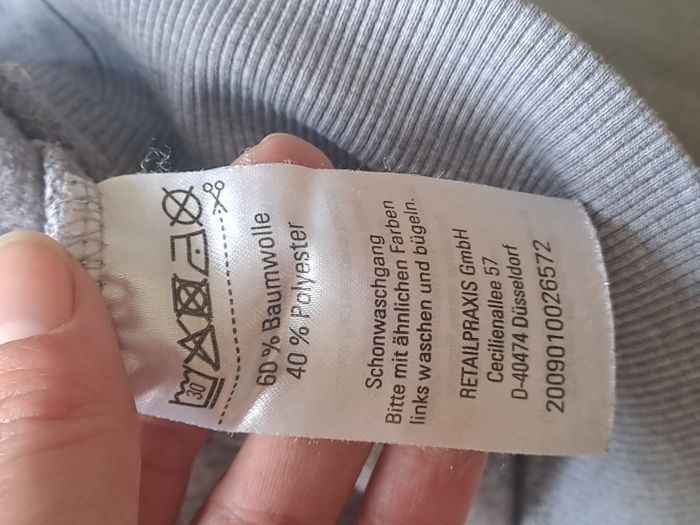 30
60 % Baumwolle
40 % Polyester
Schonwaschgang
Bitte mit ähnlichen Farben
links waschen und bügeln.
RETAILPRAXIS GmbH
Cecilienallee 57
D-40474 Düsseldorf
2009010026572